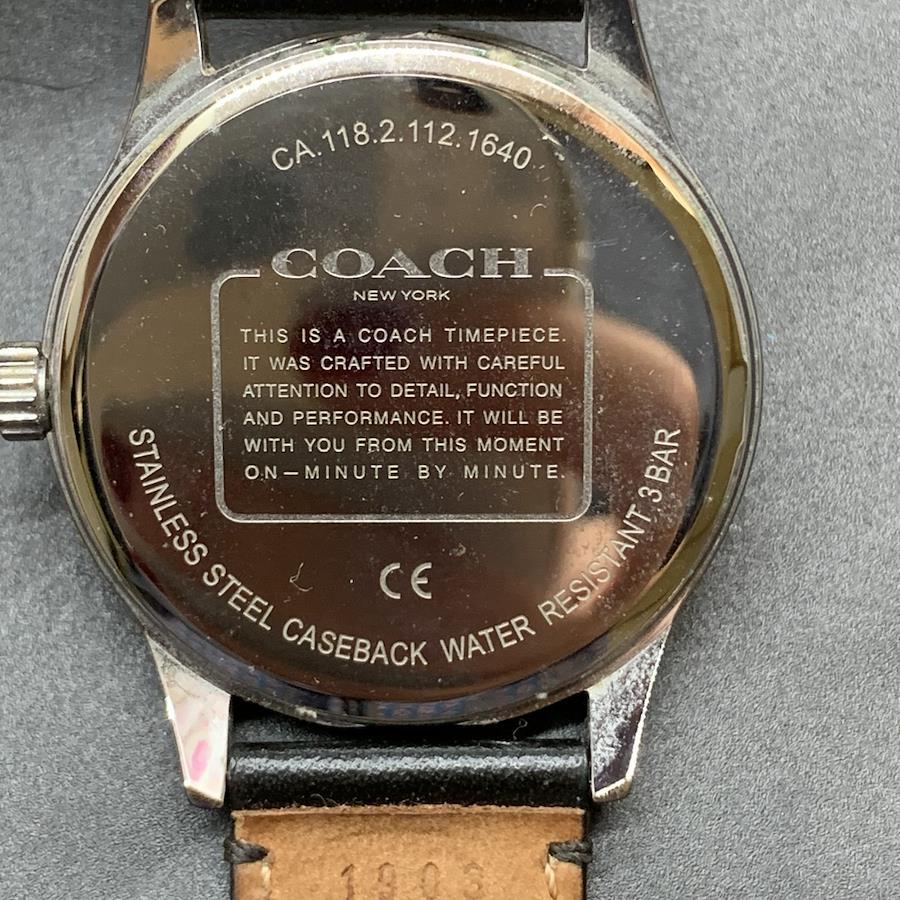 CA.118.2.112.1640
COACH
NEW YORK
THIS IS A COACH TIMEPIECE.
IT WAS CRAFTED WITH CAREFUL
ATTENTION TO DETAIL, FUNCTION
AND PERFORMANCE. IT WILL BE
WITH YOU FROM THIS MOMENT
ON—MINUTE BY MINUTE.
CE
STAINLESS STEEL CASEBACK WATER RESISTANT 3 BAR
1903